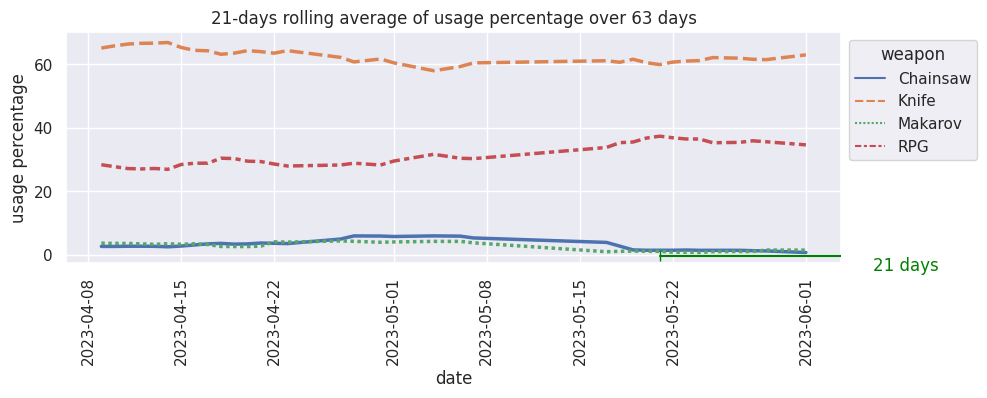 21-days rolling average of usage percentage over 63 days
usage percentage
60
40
20
0
weapon
Chainsaw
Knife
Makarov
RPG
21 days
2023-04-08
2023-04-15
2023-04-22
2023-05-01
2023-05-08
2023-05-15
2023-05-22
2023-06-01
date